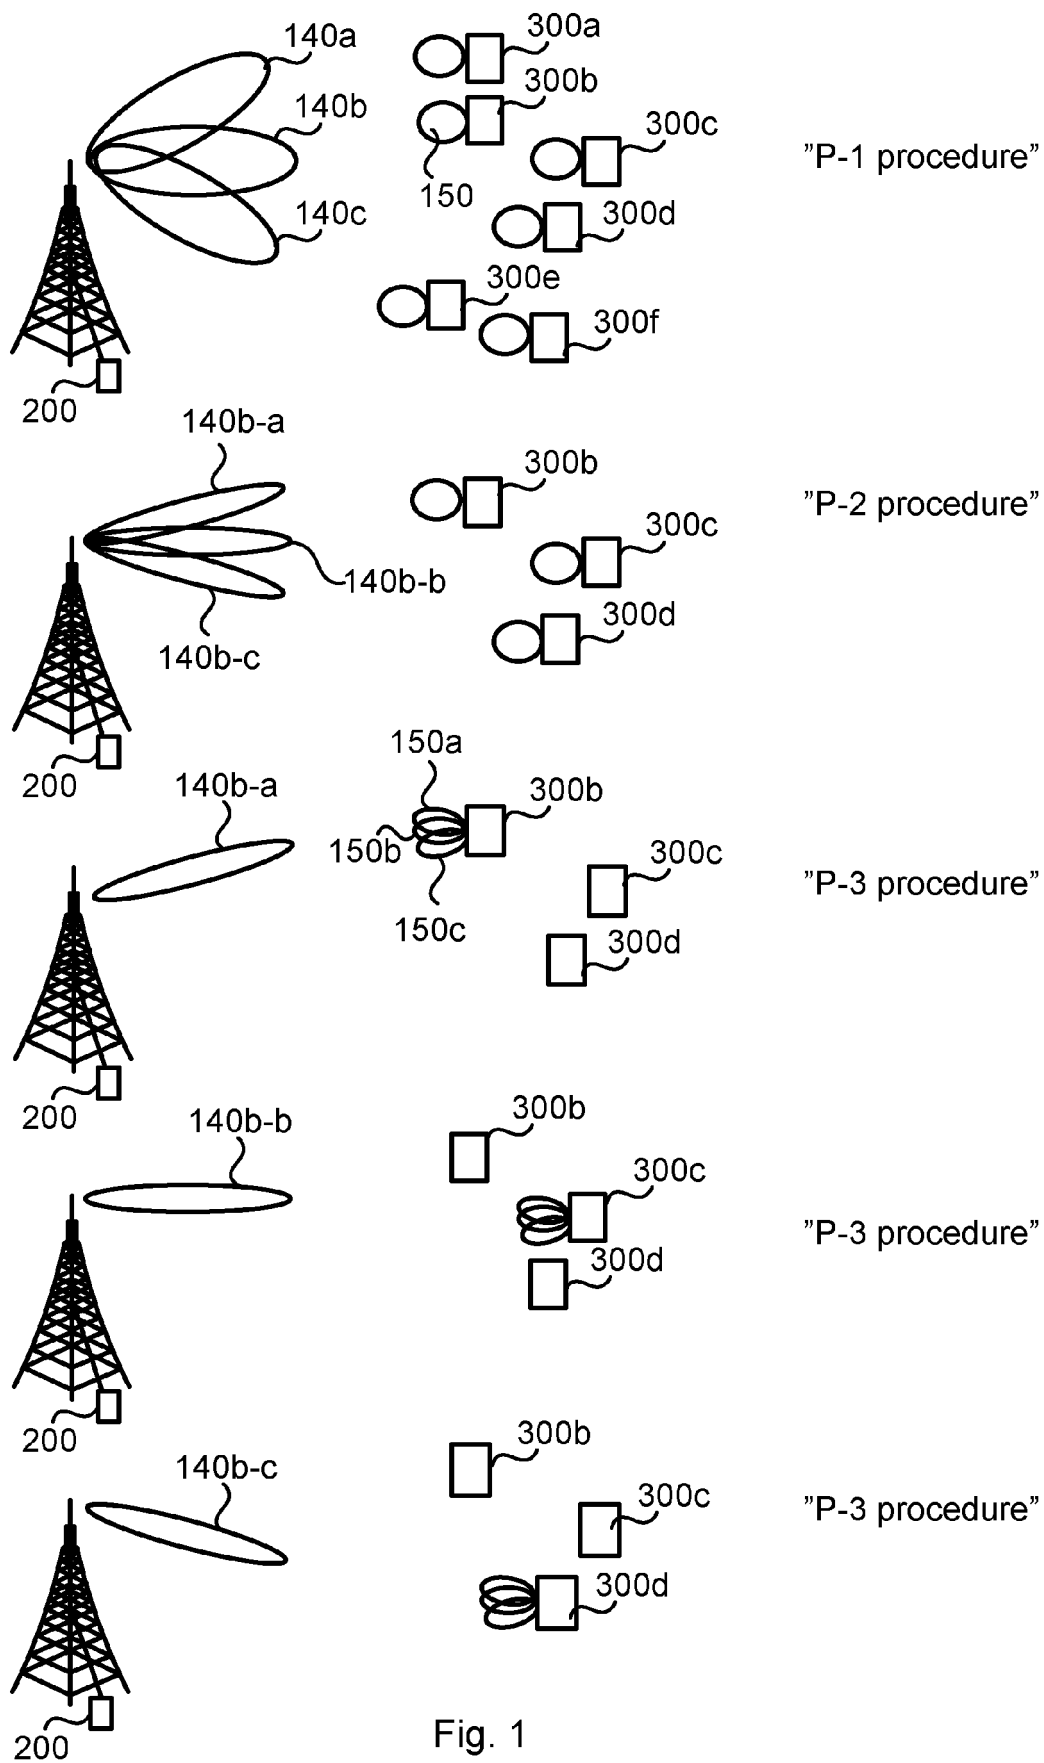 140a
300a
300b
140b
300c
"P-1 procedure"
150
140c
300d
300e
300f
200
140b-a
300b
"P-2 procedure"
300c
140b-b
300d
140b-c
150a
200
140b-a
300b
150b
300c
"P-3 procedure"
150c
300d
200
140b-b
300b
300c
"P-3 procedure"
300d
200
300b
140b-c
300c
"P-3 procedure"
300d
200
Fig. 1